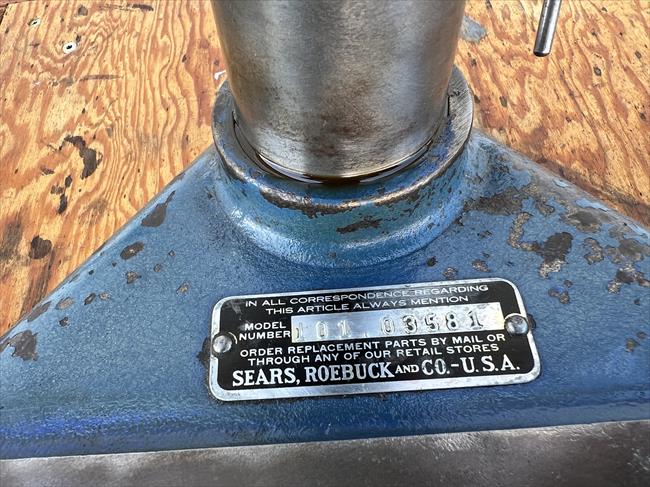 IN ALL CORRESPONDENCE REGARDING
THIS ARTICLE ALWAYS MENTION
MODEL NUMBER 101 03581
ORDER REPLACEMENT PARTS BY MAIL OR
THROUGH ANY OF OUR RETAIL STORES
SEARS, ROEBUCK AND CO.-U.S.A.